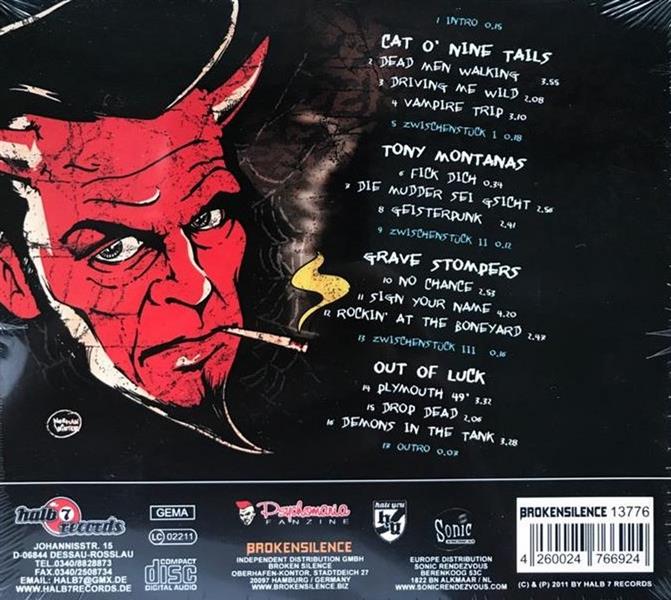 1 INTRO 0.15
CAT O' NINE TAILS
2 DEAD MEN WALKING 3.55
3 DRIVING ME WILD 2.08
4 VAMPIRE TRIP 3.10
5 ZWISCHENSTÜCK I 0.18
TONY MONTANAS
6 FICK DICH 0.34
7 DIE MUDDER SEI GSICHT 2.56
8 GEISTERPUNK 2.41
9 ZWISCHENSTÜCK II 0.12
GRAVE STOMPERS
10 NO CHANCE 2.53
11 SIGN YOUR NAME 4.20
12 ROCKIN' AT THE BONEYARD 2.47
13 ZWISCHENSTÜCK III 0.16
OUT OF LUCK
14 PLYMOUTH 49' 3.32
15 DROP DEAD 2.06
16 DEMONS IN THE TANK 3.28
17 OUTRO 0.07
halb 7 records
JOHANNISSTR. 15
D-06844 DESSAU-ROSSLAU
TEL.0340/8828873
FAX.0340/2508734
EMAIL: HALB7@GMX.DE
WWW.HALB7RECORDS.DE
GEMA
LC 02211
COMPACT
disc
DIGITAL AUDIO
Psychomania
FANZINE
BROKENSILENCE
INDEPENDENT DISTRIBUTION GMBH
BROKEN SILENCE
OBERHAFEN-KONTOR, STADTDEICH 27
20097 HAMBURG / GERMANY
WWW.BROKENSILENCE.BIZ
hate you
Sonic
EUROPE DISTRIBUTION
SONIC RENDEZVOUS
BERENKOOG 53C
1822 BN ALKMAAR / NL
WWW.SONICRENDEZVOUS.COM
BROKENSILENCE 13776
4 260024 766924
(C) & (P) 2011 BY HALB 7 RECORDS